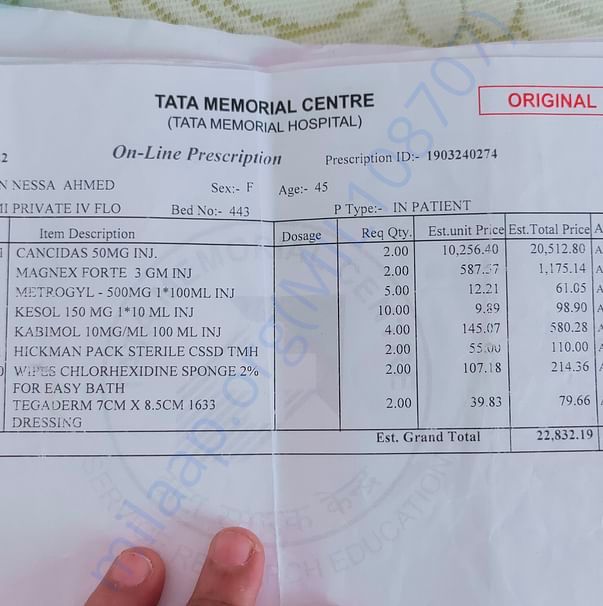 TATA MEMORIAL CENTRE
ORIGINAL
(TATA MEMORIAL HOSPITAL)
2 On-Line Prescription Prescription ID:- 1903240274
N NESSA AHMED Sex:- F Age:- 45
MI PRIVATE IV FLO Bed No:- 443 P Type:- IN PATIENT
Item Description Dosage Req Qty. Est.unit Price Est.Total Price A
CANCIDAS 50MG INJ. 2.00 10,256.40 20,512.80 A
MAGNEX FORTE 3 GM INJ 2.00 587.57 1,175.14 A
METROGYL - 500MG 1*100ML INJ 5.00 12.21 61.05 A
KESOL 150 MG 1*10 ML INJ 10.00 9.89 98.90 A
KABIMOL 10MG/ML 100 ML INJ 4.00 145.07 580.28 A
HICKMAN PACK STERILE CSSD TMH 2.00 55.00 110.00 A
WIPES CHLORHEXIDINE SPONGE 2% 2.00 107.18 214.36 A
FOR EASY BATH
TEGADERM 7CM X 8.5CM 1633 2.00 39.83 79.66 A
DRESSING
Est. Grand Total 22,832.19
milaap.org(MIL108707)